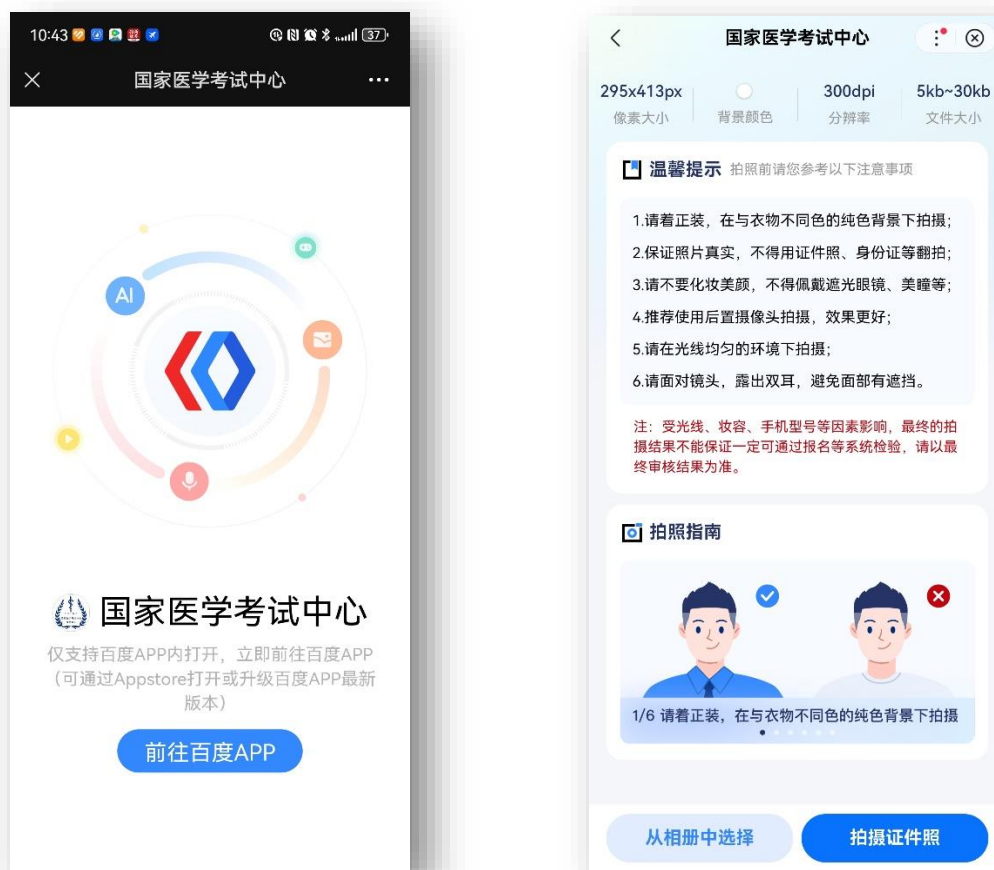 10:43
37
国家医学考试中心
AI
国家医学考试中心
仅支持百度APP内打开，立即前往百度APP
（可通过Appstore打开或升级百度APP最新
版本）
前往百度APP
国家医学考试中心
295x413px
像素大小
背景颜色
300dpi
分辨率
5kb~30kb
文件大小
温馨提示 拍照前请您参考以下注意事项
1.请着正装，在与衣物不同色的纯色背景下拍摄；
2.保证照片真实，不得用证件照、身份证等翻拍；
3.请不要化妆美颜，不得佩戴遮光眼镜、美瞳等；
4.推荐使用后置摄像头拍摄，效果更好；
5.请在光线均匀的环境下拍摄；
6.请面对镜头，露出双耳，避免面部有遮挡。
注：受光线、妆容、手机型号等因素影响，最终的拍
摄结果不能保证一定可通过报名等系统检验，请以最
终审核结果为准。
拍照指南
1/6 请着正装，在与衣物不同色的纯色背景下拍摄
从相册中选择
拍摄证件照